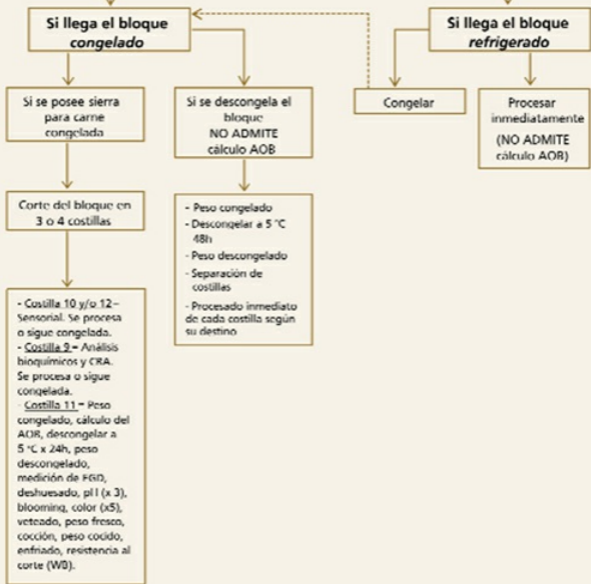 Si llega el bloque
congelado
Si llega el bloque
refrigerado
Si se posee sierra
para carne
congelada
Si se descongela el
bloque
NO ADMITE
cálculo AOB
Congelar
Procesar
inmediatamente
(NO ADMITE
cálculo AOB)
Corte del bloque en
3 o 4 costillas
- Peso congelado
- Descongelar a 5 °C
48h
- Peso descongelado
- Separación de
costillas
- Procesado inmediato
de cada costilla según
su destino
- Costilla 10 y/o 12 –
Sensorial. Se procesa
o sigue congelada.
- Costilla 9 – Análisis
bioquímicos y CRA.
Se procesa o sigue
congelada.
- Costilla 11 – Peso
congelado, cálculo del
AOB, descongelar a
5 °C x 24h, peso
descongelado,
medición de EGD,
deshuesado, pH (x 3),
blooming, color (x5),
veteado, peso fresco,
cocción, peso cocido,
enfriado, resistencia al
corte (WB).